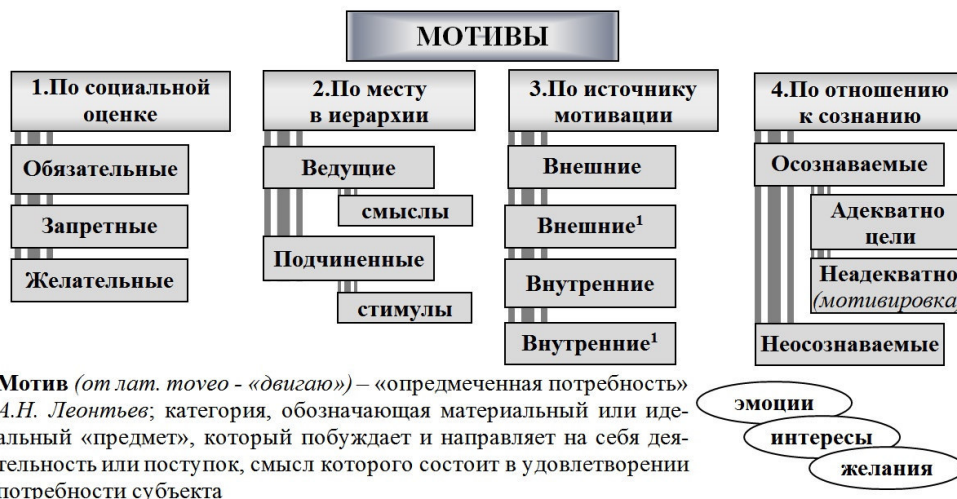 МОТИВЫ
1.По социальной
оценке
Обязательные
Запретные
Желательные
2.По месту
в иерархии
Ведущие
смыслы
Подчиненные
стимулы
3.По источнику
мотивации
Внешние
Внешние¹
Внутренние
Внутренние¹
4.По отношению
к сознанию
Осознаваемые
Адекватно
цели
Неадекватно
(мотивировка)
Неосознаваемые
Мотив (от лат. moveo - «двигаю») – «опредмеченная потребность»
А.Н. Леонтьев; категория, обозначающая материальный или иде-
альный «предмет», который побуждает и направляет на себя дея-
тельность или поступок, смысл которого состоит в удовлетворении
потребности субъекта
эмоции
интересы
желания